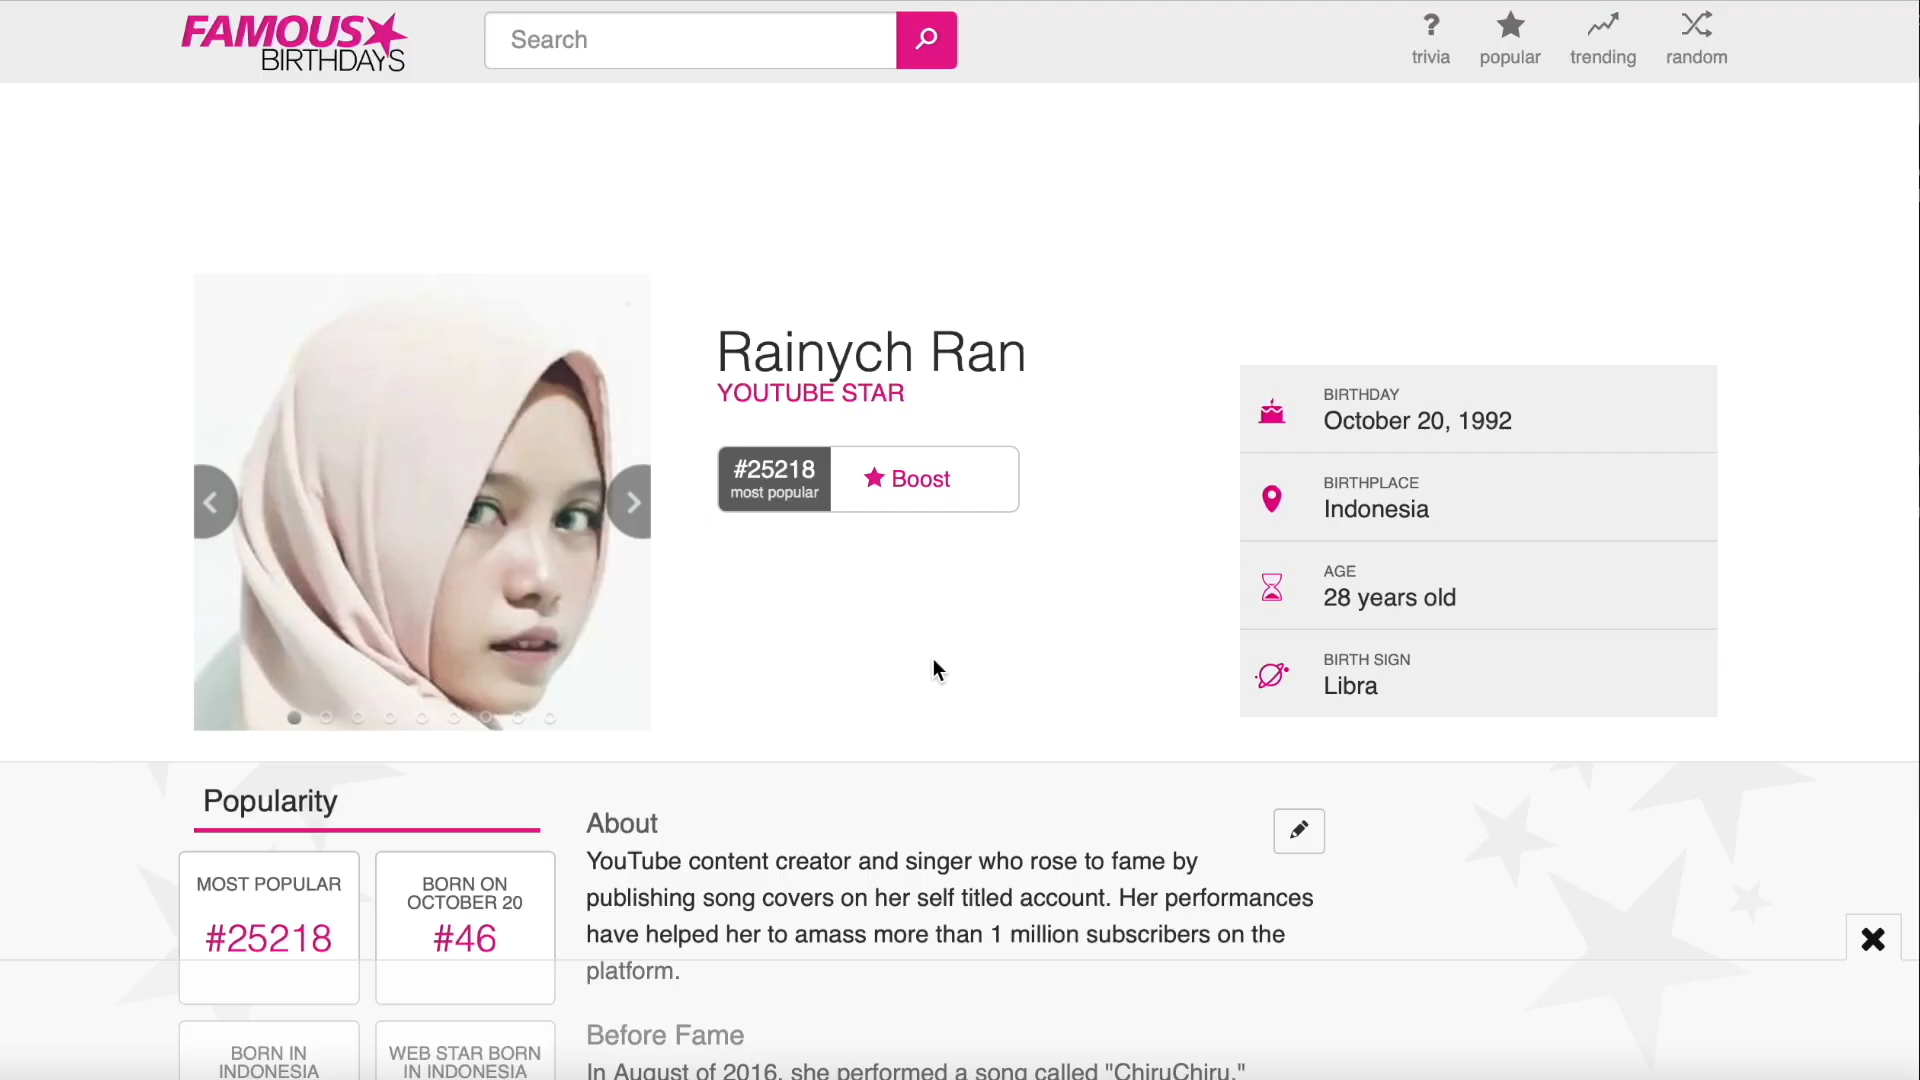 FAMOUS
BIRTHDAYS
Search
?
trivia
popular
trending
random
Rainych Ran
YOUTUBE STAR
#25218
most popular
Boost
BIRTHDAY
October 20, 1992
BIRTHPLACE
Indonesia
AGE
28 years old
BIRTH SIGN
Libra
Popularity
MOST POPULAR
#25218
BORN ON
OCTOBER 20
#46
BORN IN
INDONESIA
WEB STAR BORN
IN INDONESIA
About
YouTube content creator and singer who rose to fame by
publishing song covers on her self titled account. Her performances
have helped her to amass more than 1 million subscribers on the
platform.
Before Fame
In August of 2016, she performed a song called "ChiruChiru."